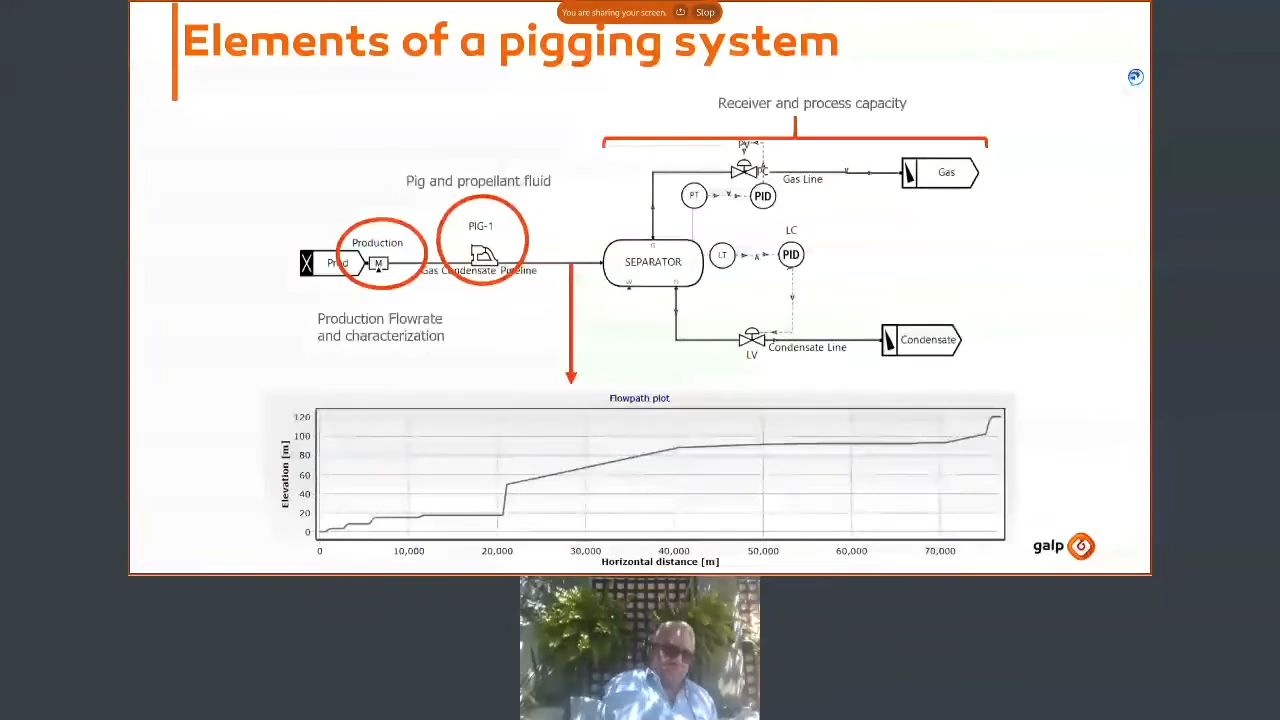 You are sharing your screen. Stop
Elements of a pigging system
Receiver and process capacity
PV
PC
Gas Line
Gas
Pig and propellant fluid
PT
PID
PIG-1
LC
Production
Prod
M
Gas Condensate Pipeline
G
SEPARATOR
LT
PID
Production Flowrate
and characterization
LV
Condensate Line
Condensate
Flowpath plot
Elevation [m]
120
100
80
60
40
20
0
0 10,000 20,000 30,000 40,000 50,000 60,000 70,000
Horizontal distance [m]
galp